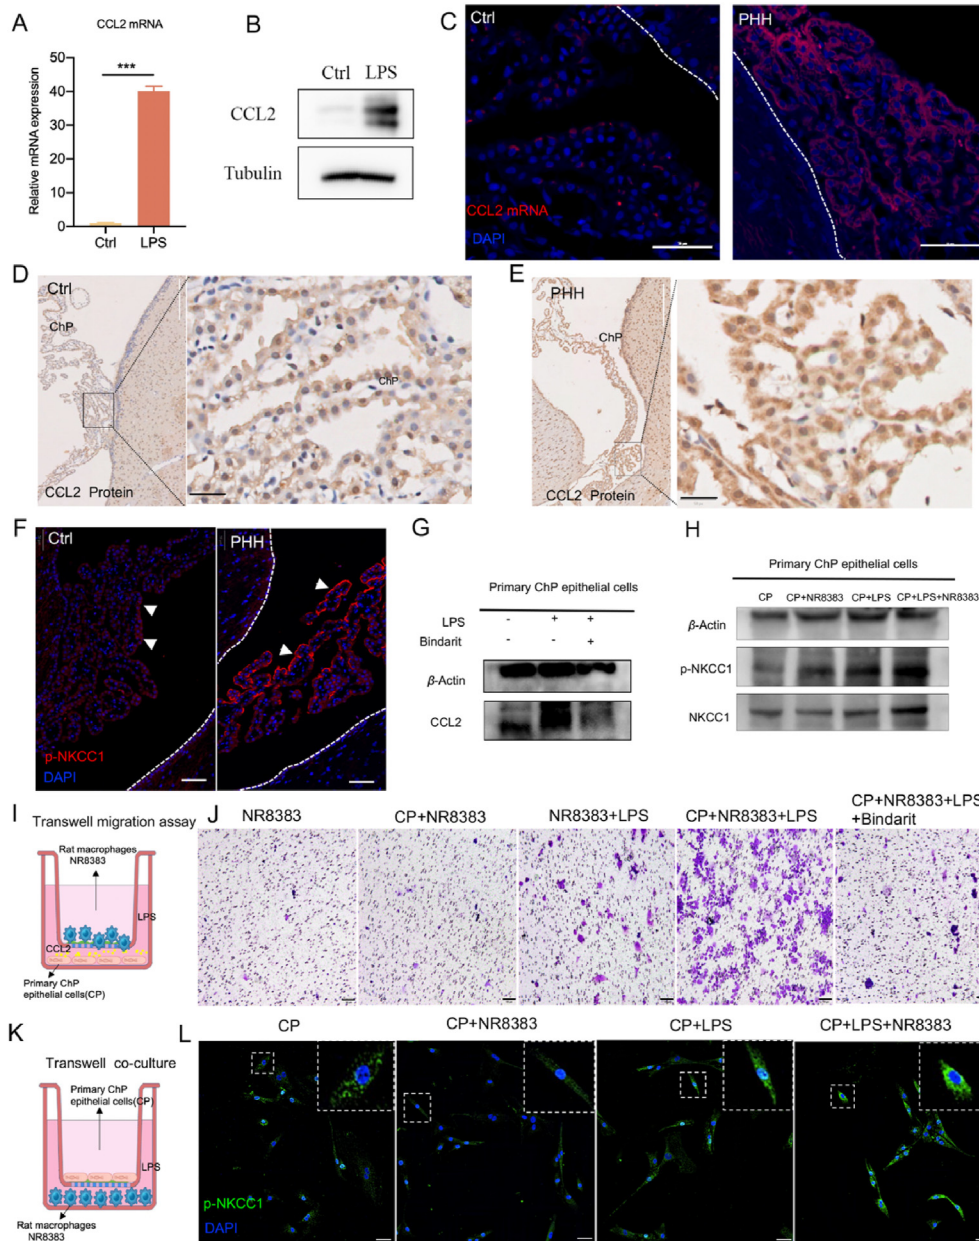 A
CCL2 mRNA
Relative mRNA expression
50
40
30
20
10
0
***
Ctrl
LPS
B
Ctrl LPS
CCL2
Tubulin
C
Ctrl
CCL2 mRNA
DAPI
PHH
D
Ctrl
ChP
CCL2 Protein
ChP
E
PHH
ChP
CCL2 Protein
F
Ctrl
PHH
p-NKCC1
DAPI
G
Primary ChP epithelial cells
LPS - + +
Bindarit - - +
β-Actin
CCL2
H
Primary ChP epithelial cells
CP CP+NR8383 CP+LPS CP+LPS+NR8383
β-Actin
p-NKCC1
NKCC1
I
Transwell migration assay
Rat macrophages
NR8383
LPS
CCL2
Primary ChP
epithelial cells(CP)
J
NR8383
CP+NR8383
NR8383+LPS
CP+NR8383+LPS
CP+NR8383+LPS
+Bindarit
K
Transwell co-culture
Primary ChP
epithelial cells(CP)
LPS
Rat macrophages
NR8383
L
CP
CP+NR8383
CP+LPS
CP+LPS+NR8383
p-NKCC1
DAPI